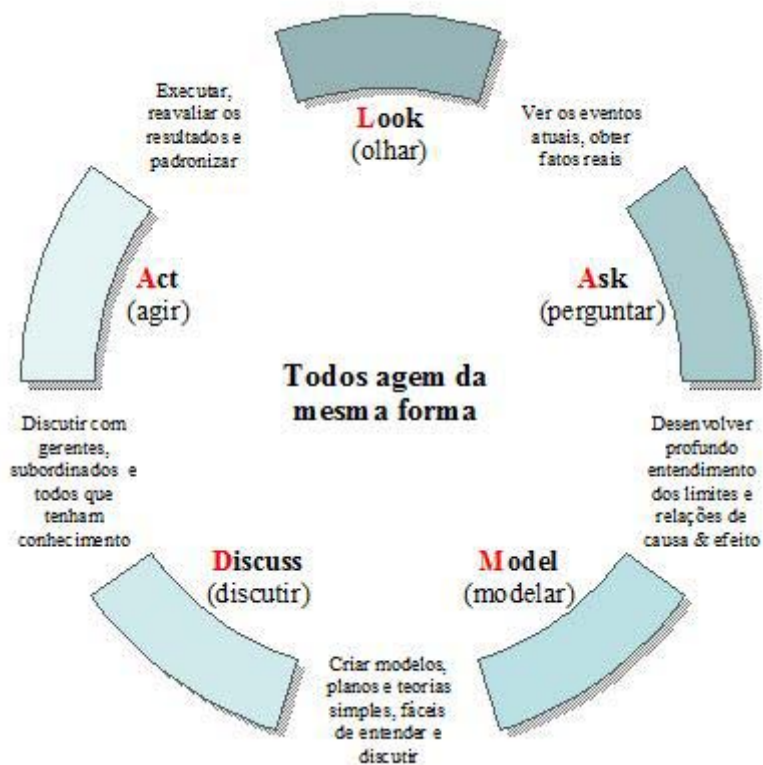 Look
(olhar)
Ver os eventos
atuais, obter
fatos reais
Ask
(perguntar)
Desenvolver
profundo
entendimento
dos limites e
relações de
causa & efeito
Model
(modelar)
Criar modelos,
planos e teorias
simples, fáceis
de entender e
discutir
Discuss
(discutir)
Discutir com
gerentes,
subordinados e
todos que
tenham
conhecimento
Act
(agir)
Executar,
reavaliar os
resultados e
padronizar
Todos agem da
mesma forma